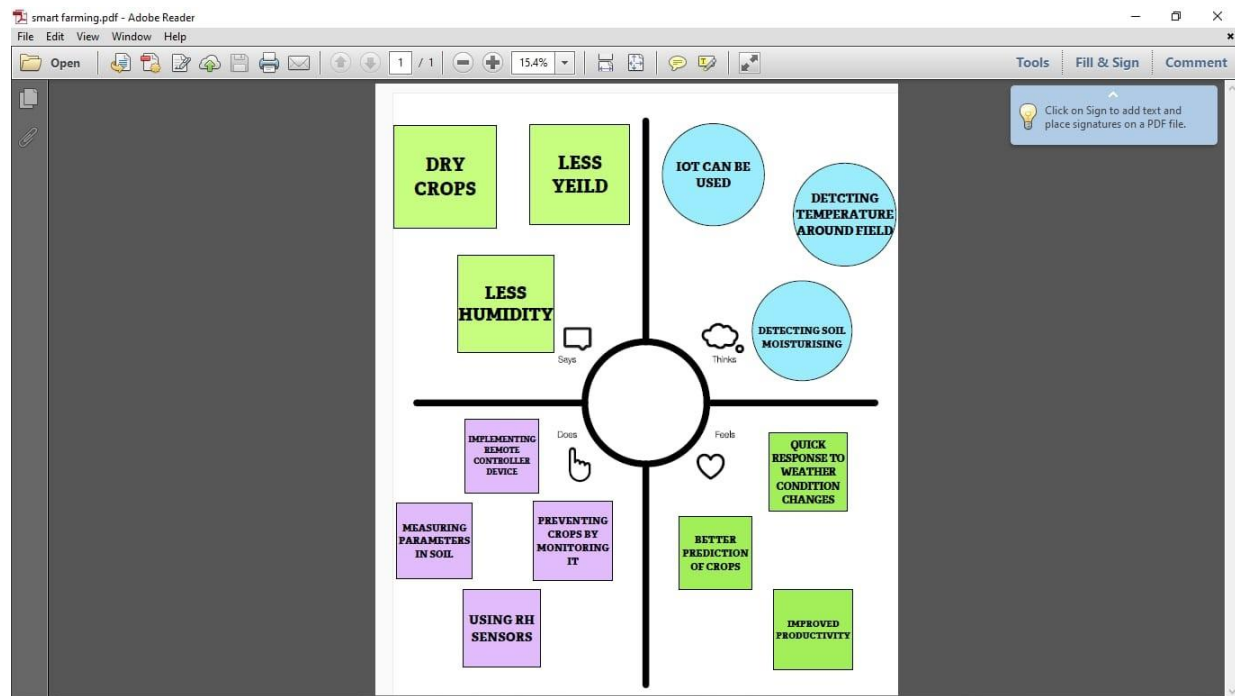 smart farming.pdf - Adobe Reader
File Edit View Window Help
Open
1 / 1
15.4%
Tools Fill & Sign Comment
Click on Sign to add text and
place signatures on a PDF file.
DRY
CROPS
LESS
YEILD
LESS
HUMIDITY
Says
IOT CAN BE
USED
DETCTING
TEMPERATURE
AROUND FIELD
DETECTING SOIL
MOISTURISING
Thinks
Does
IMPLEMENTING
REMOTE
CONTROLLER
DEVICE
MEASURING
PARAMETERS
IN SOIL
PREVENTING
CROPS BY
MONITORING
IT
USING RH
SENSORS
Feels
QUICK
RESPONSE TO
WEATHER
CONDITION
CHANGES
BETTER
PREDICTION
OF CROPS
IMPROVED
PRODUCTIVITY